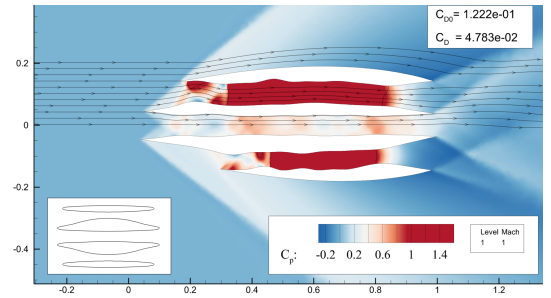 C_D0= 1.222e-01
C_D = 4.783e-02
0.2
0
-0.2
-0.4
C_p:
-0.2 0.2 0.6 1 1.4
Level Mach
1 1
-0.2 0 0.2 0.4 0.6 0.8 1 1.2